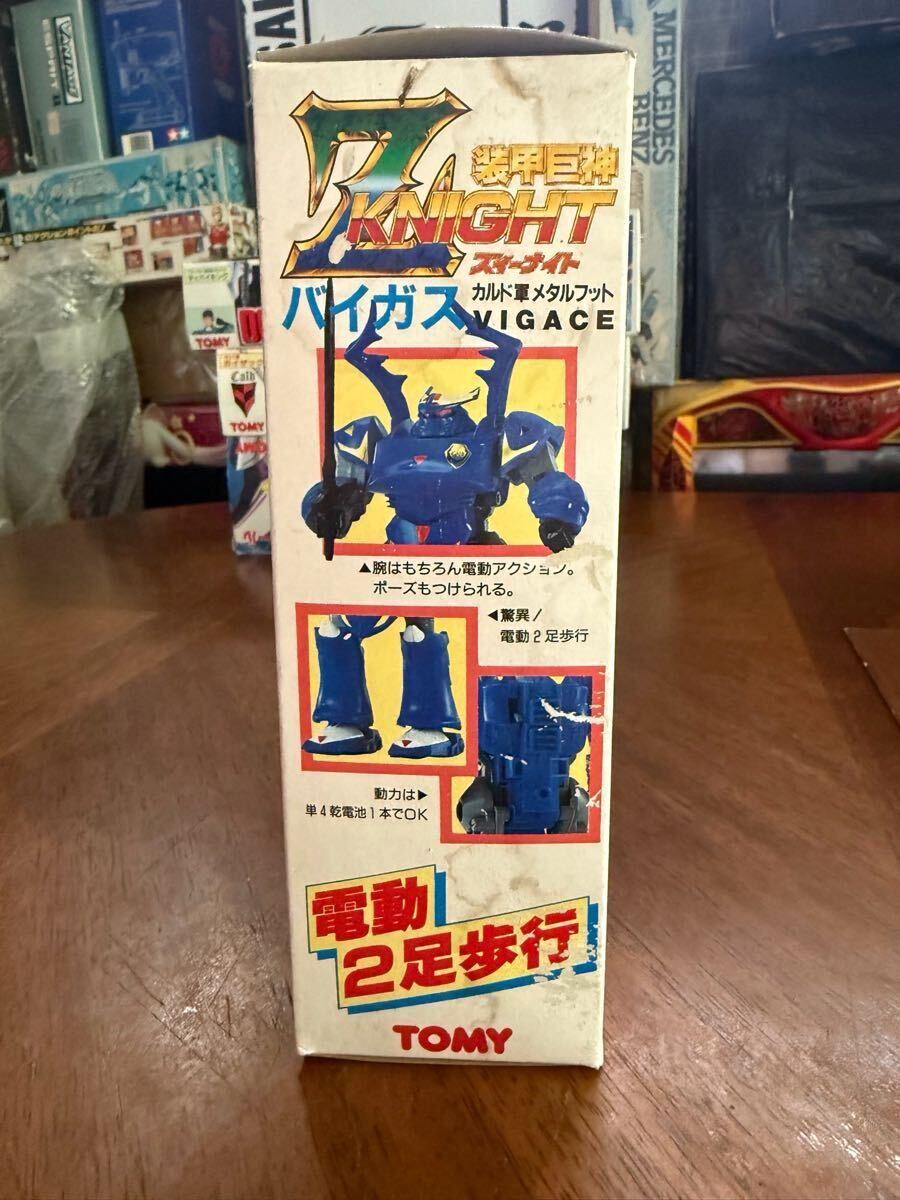 Z
装甲巨神
KNIGHT
ズィーナイト
バイガス
カルド軍メタルフット
VIGACE
▲腕はもちろん電動アクション。
ポーズもつけられる。
◀驚異!
電動2足歩行
動力は▶
単4乾電池1本でOK
電動
2足歩行
TOMY
MERCEDES
BENZ
TOMY
TOMY